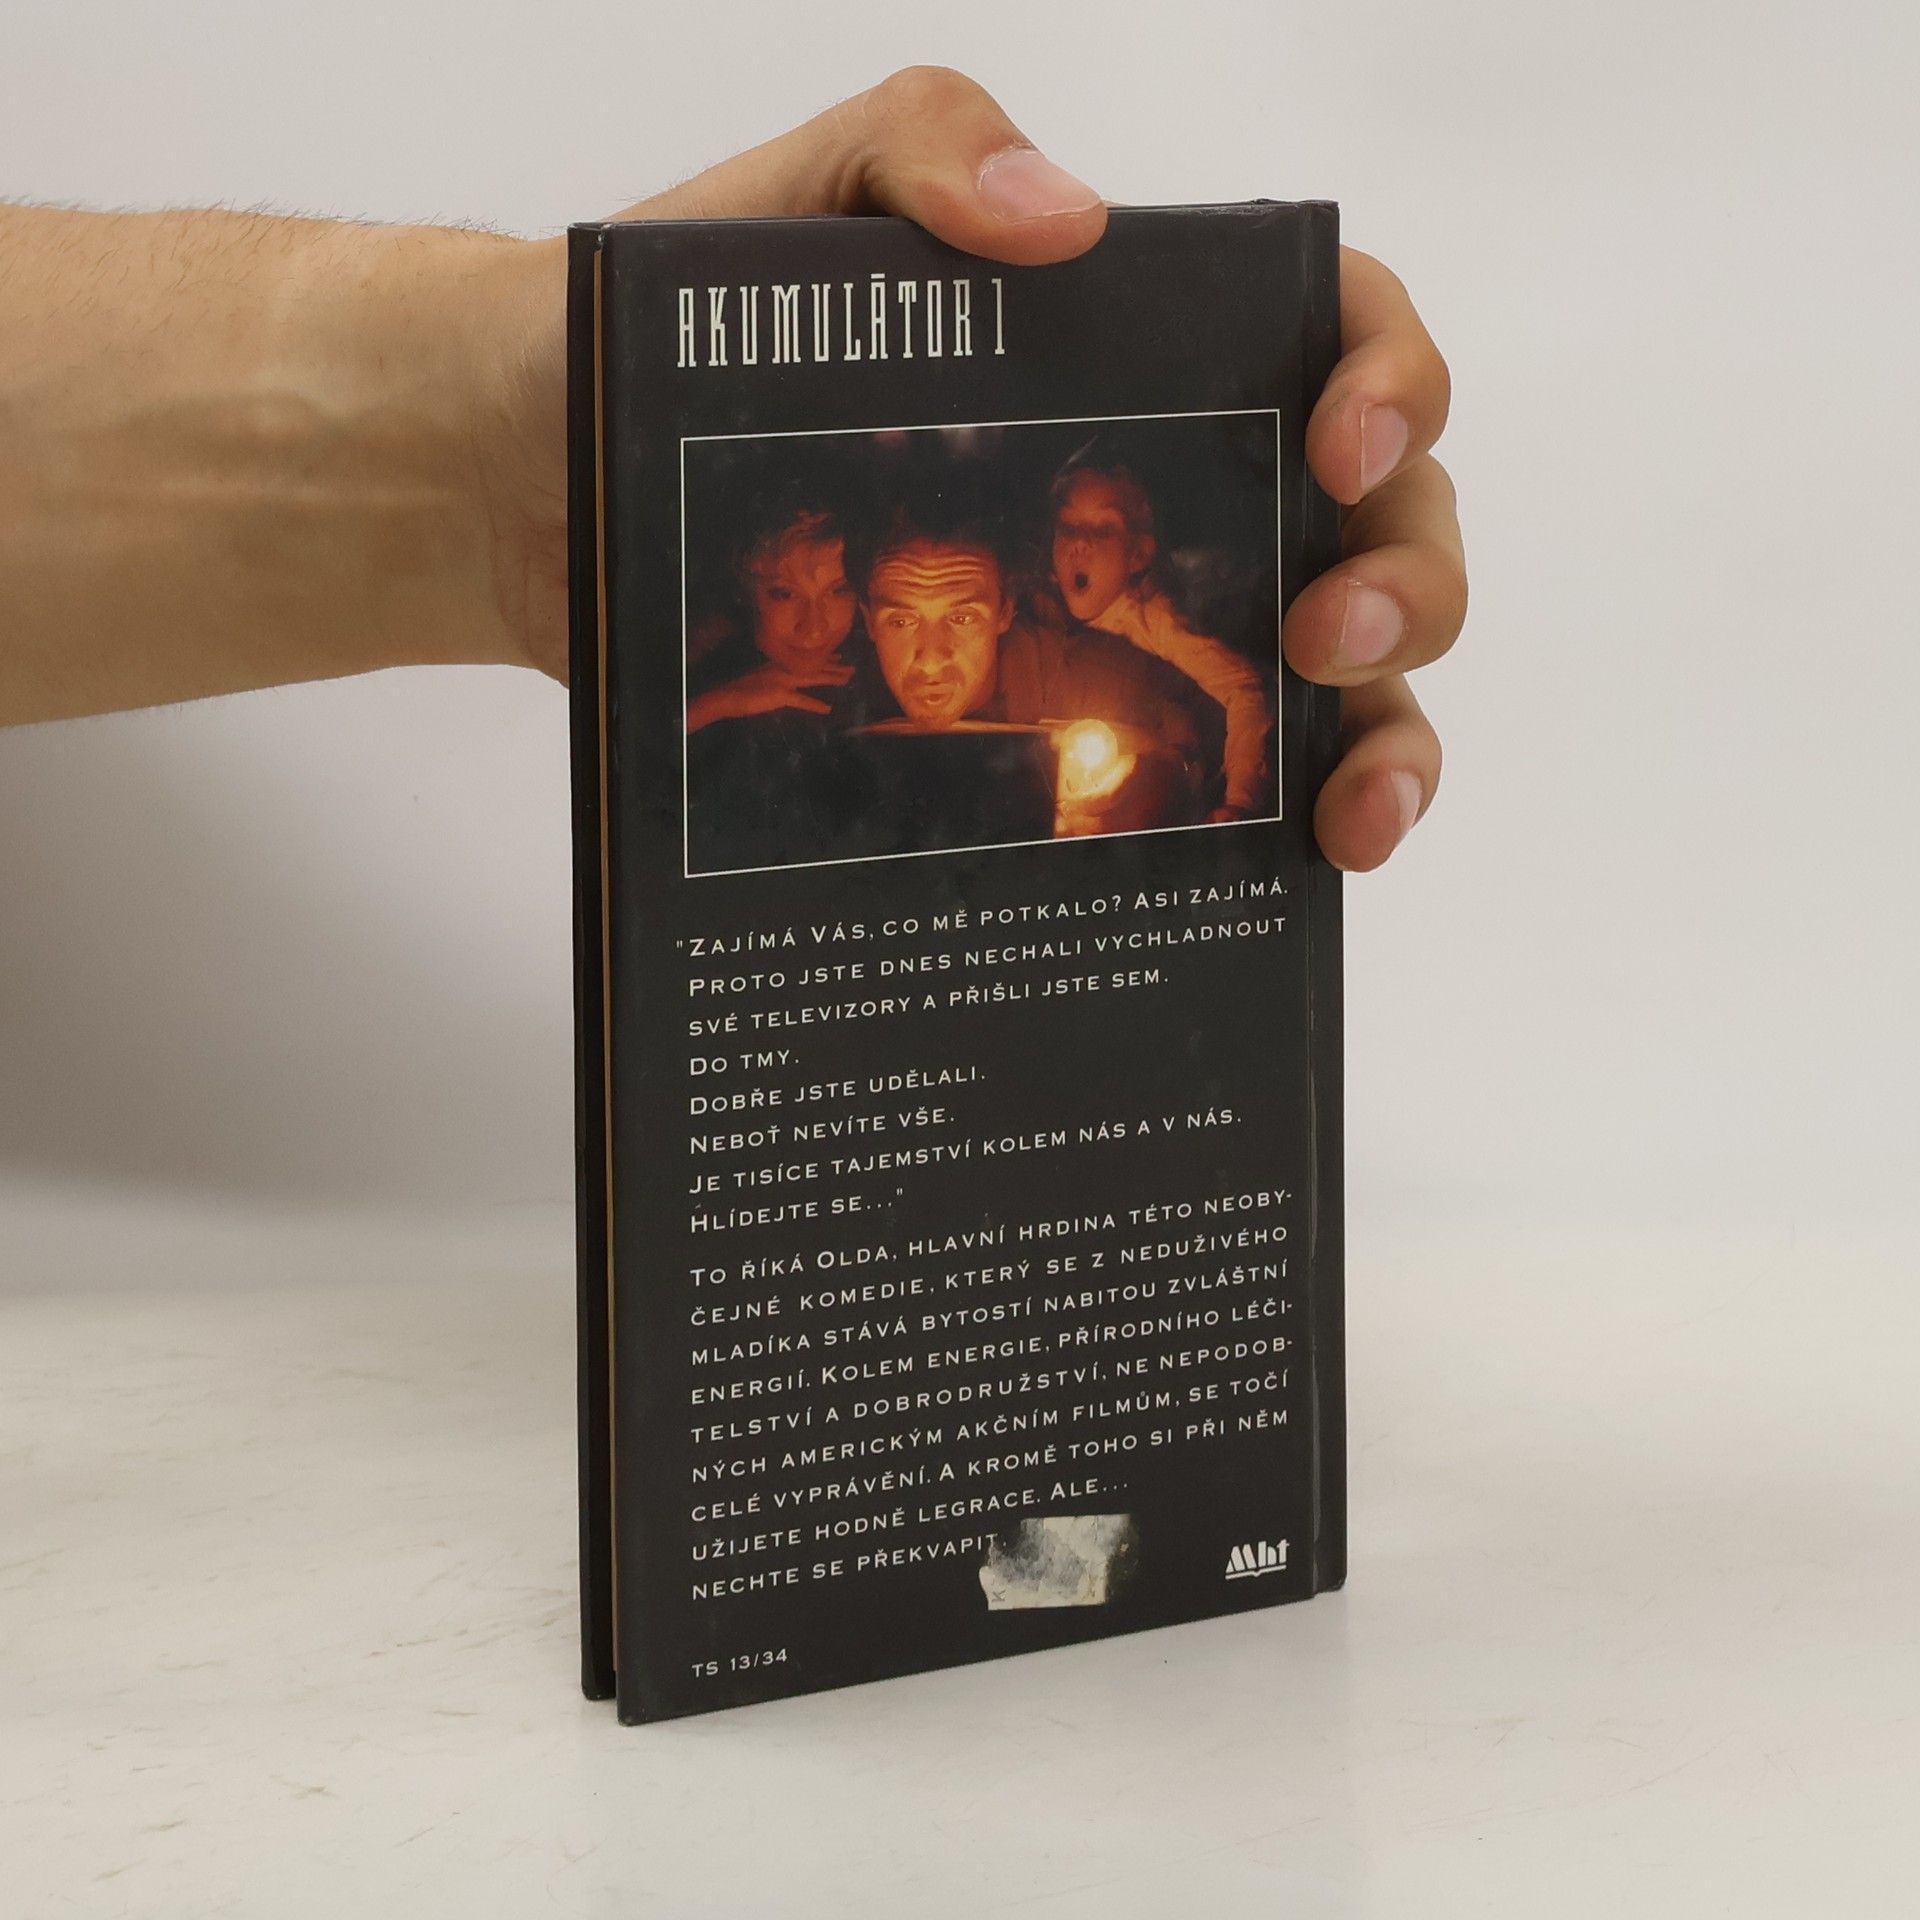 AKUMULÁTOR 1
"ZAJÍMÁ VÁS, CO MĚ POTKALO? ASI ZAJÍMÁ.
PROTO JSTE DNES NECHALI VYCHLADNOUT
SVÉ TELEVIZORY A PŘIŠLI JSTE SEM.
DO TMY.
DOBŘE JSTE UDĚLALI.
NEBOŤ NEVÍTE VŠE.
JE TISÍCE TAJEMSTVÍ KOLEM NÁS A V NÁS.
HLÍDEJTE SE..."
TO ŘÍKÁ OLDA, HLAVNÍ HRDINA TÉTO NEOBY-
ČEJNÉ KOMEDIE, KTERÝ SE Z NEDUŽIVÉHO
MLADÍKA STÁVÁ BYTOSTÍ NABITOU ZVLÁŠTNÍ
ENERGIÍ. KOLEM ENERGIE, PŘÍRODNÍHO LÉČI-
TELSTVÍ A DOBRODRUŽSTVÍ, NE NEPODOB-
NÝCH AMERICKÝM AKČNÍM FILMŮM, SE TOČÍ
CELÉ VYPRÁVĚNÍ. A KROMĚ TOHO SI PŘI NĚM
UŽIJETE HODNĚ LEGRACE. ALE...
NECHTE SE PŘEKVAPIT.
Mht
TS 13/34